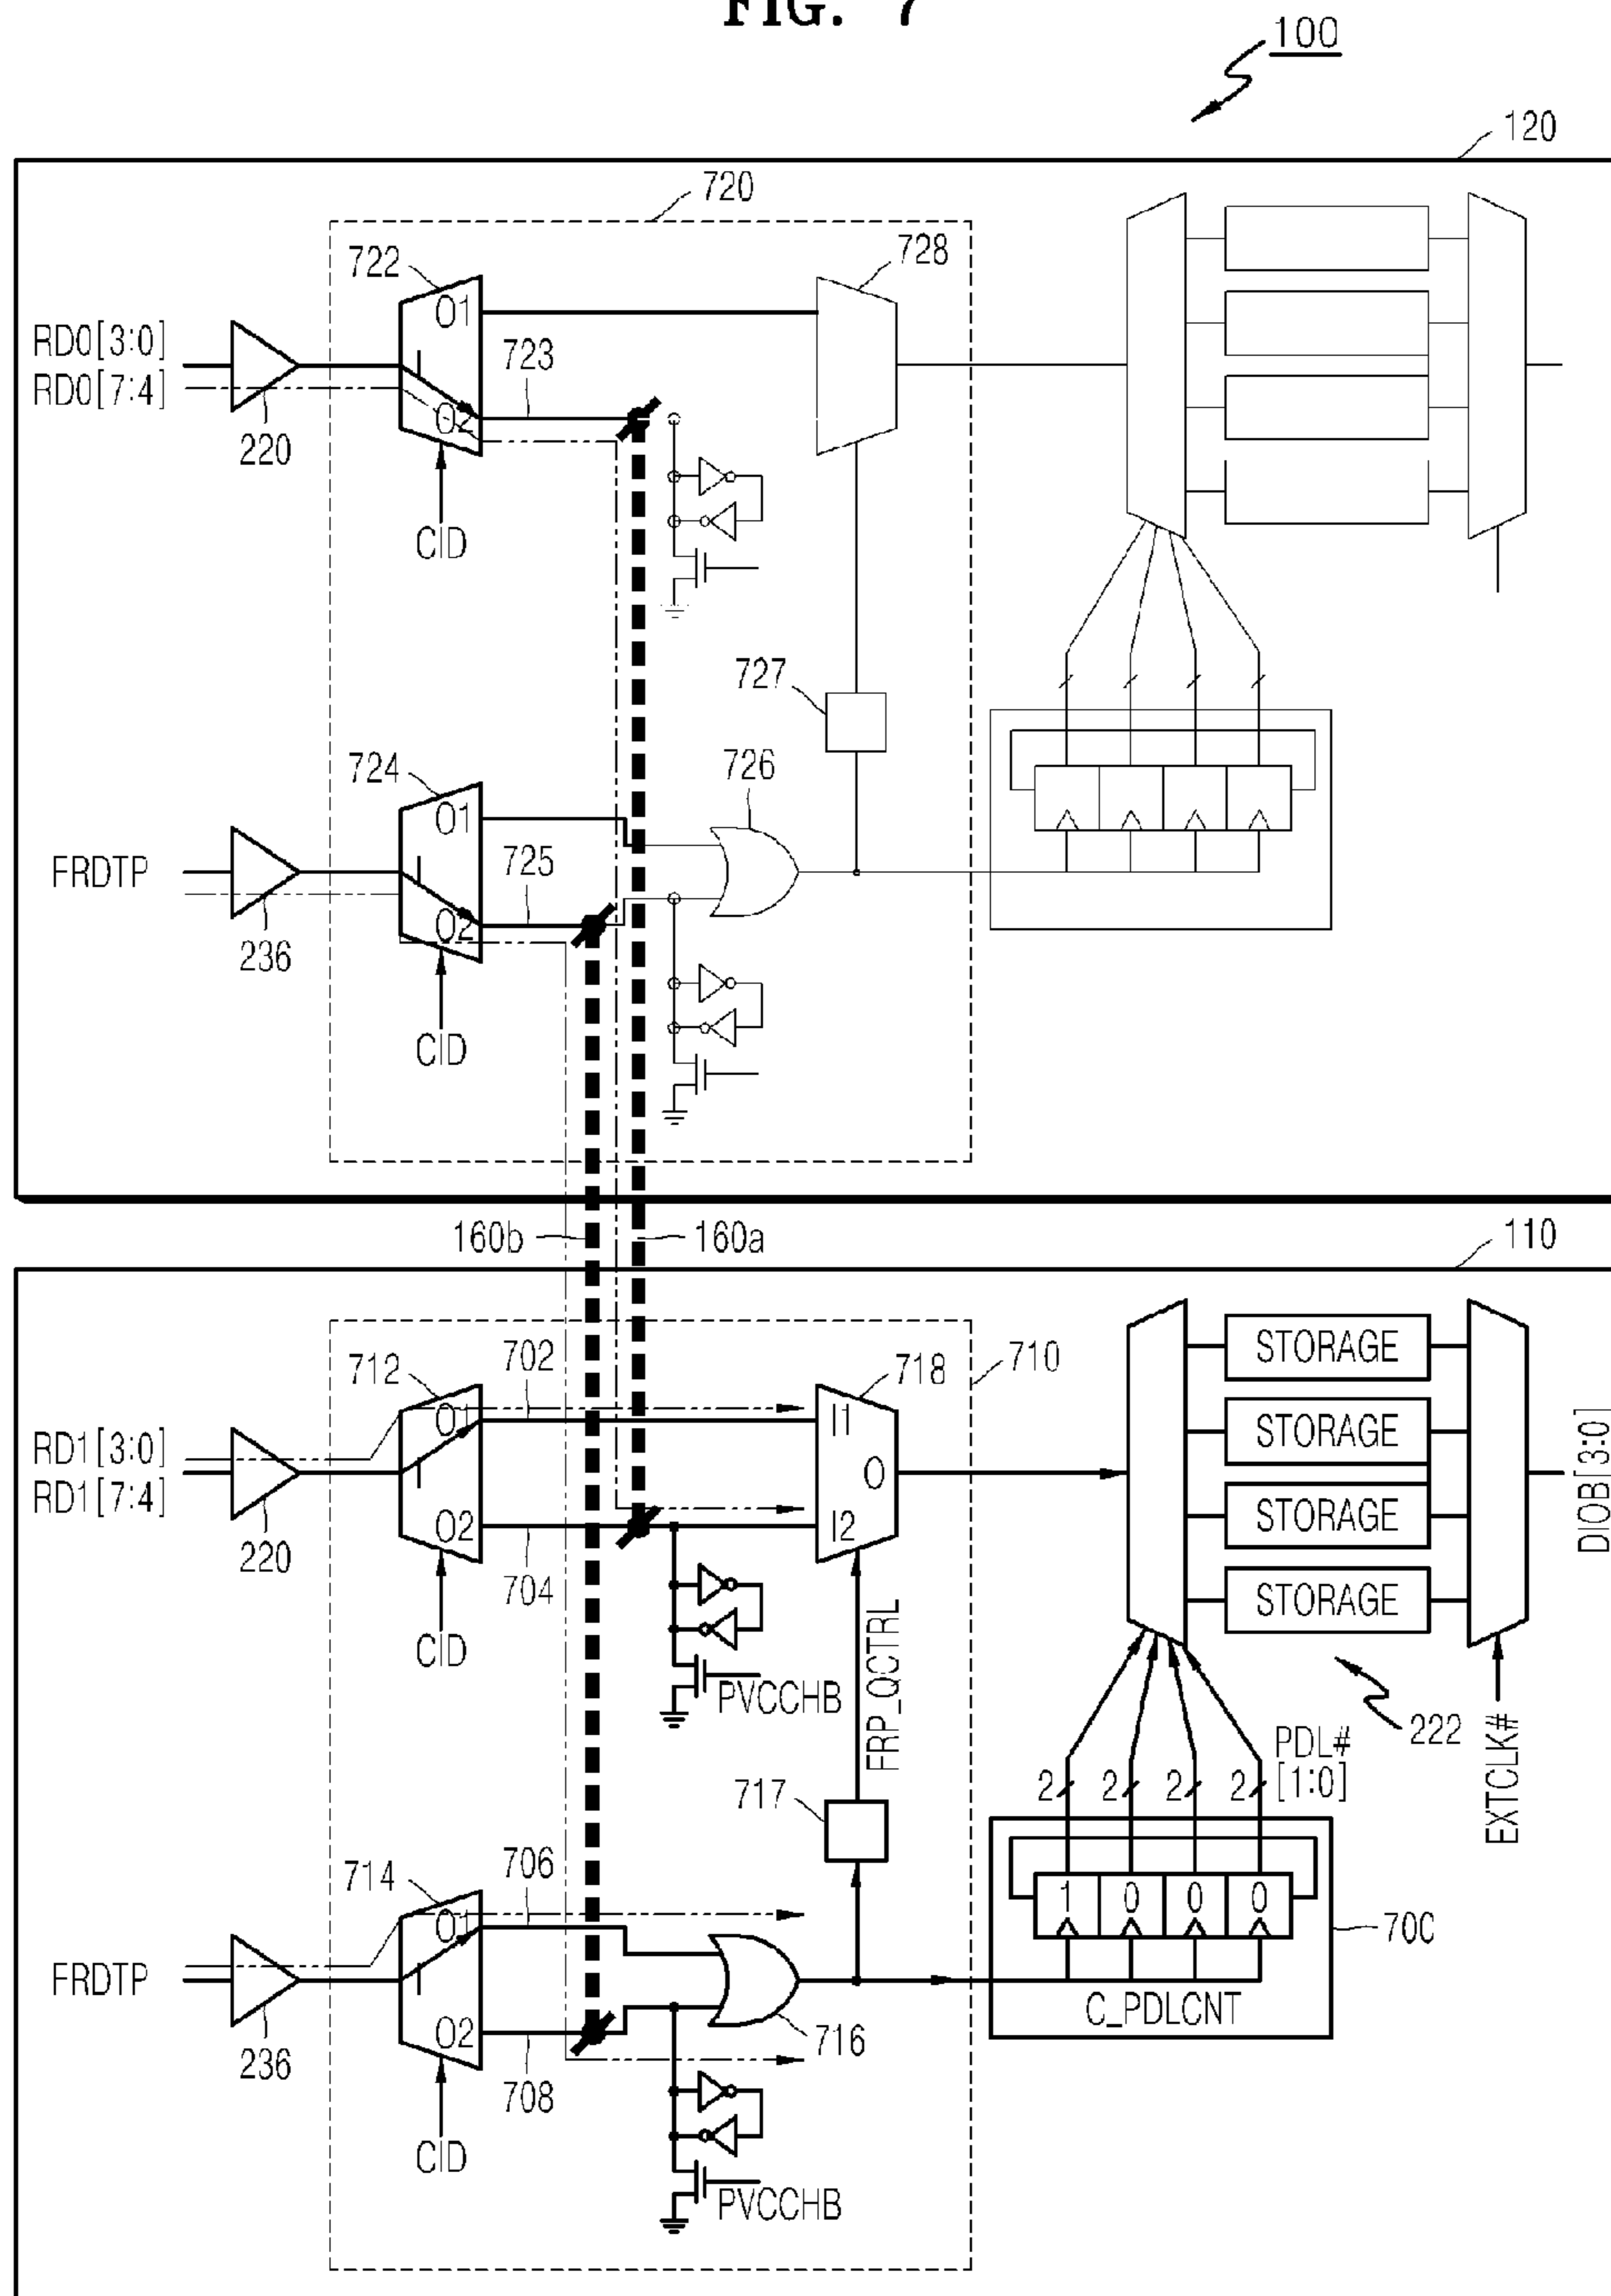 FIG. 7
100
120
720
722
728
O1
RD0[3:0]
723
RD0[7:4]
O2
220
CID
727
724
726
O1
725
FRDTP
O2
236
CID
160b
160a
110
702
710
712
718
STORAGE
O1
I1
STORAGE
RD1[3:0]
O
RD1[7:4]
STORAGE
DIOB[3:0]
O2
I2
220
704
STORAGE
CID
FRP_QCTRL
PVCCHB
222
EXTCLK#
PDL#
[1:0]
2 2 2 2
717
706
714
1 0 0 0
O1
700
FRDTP
C_PDLCNT
O2
716
236
708
CID
PVCCHB